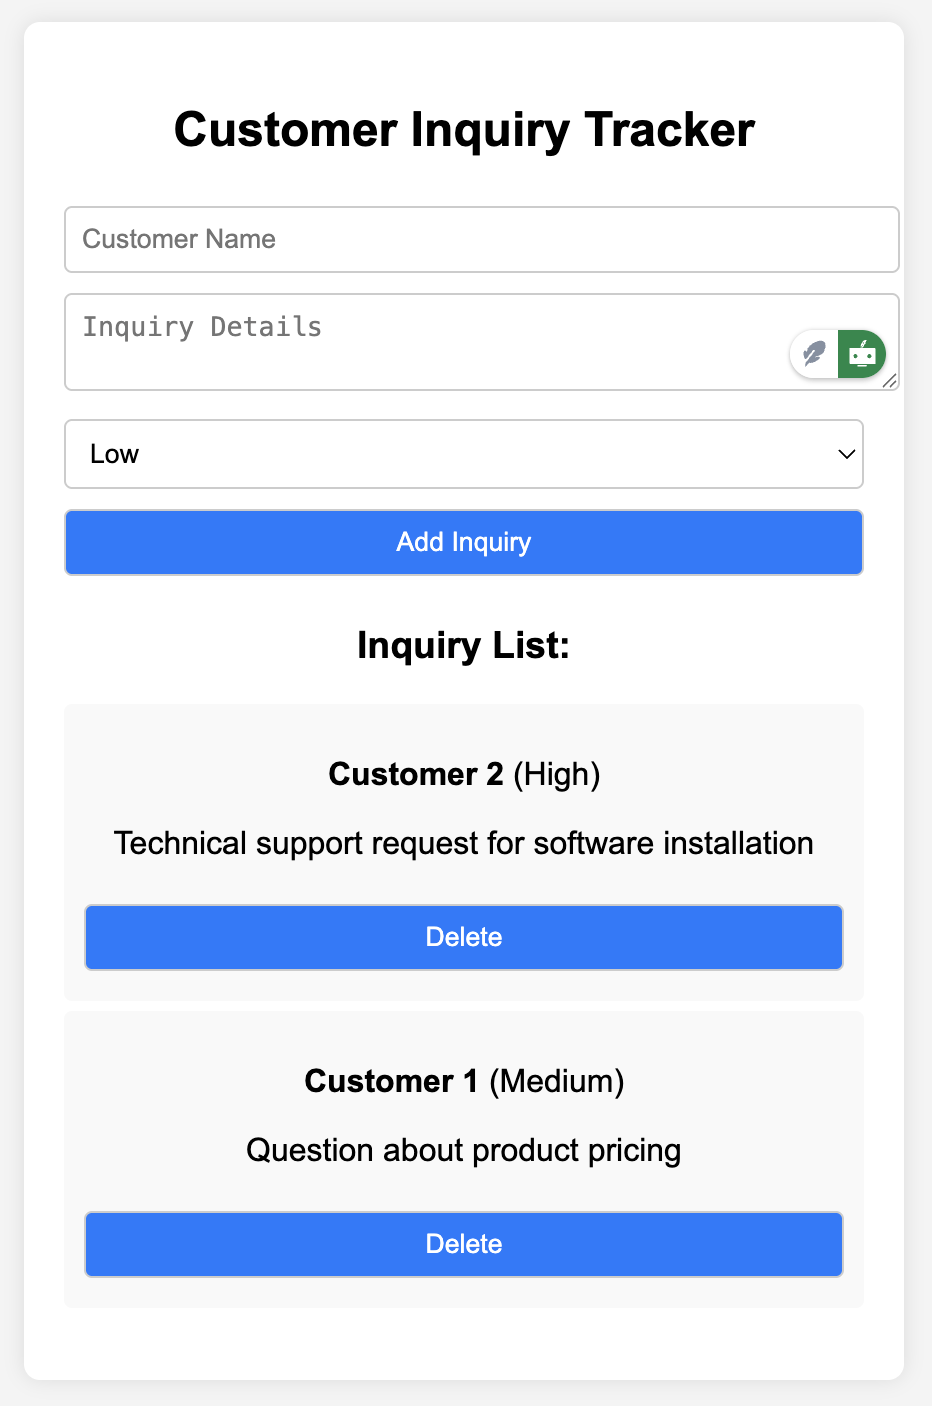 Customer Inquiry Tracker
Customer Name
Inquiry Details
Low
Add Inquiry
Inquiry List:
Customer 2 (High)
Technical support request for software installation
Delete
Customer 1 (Medium)
Question about product pricing
Delete